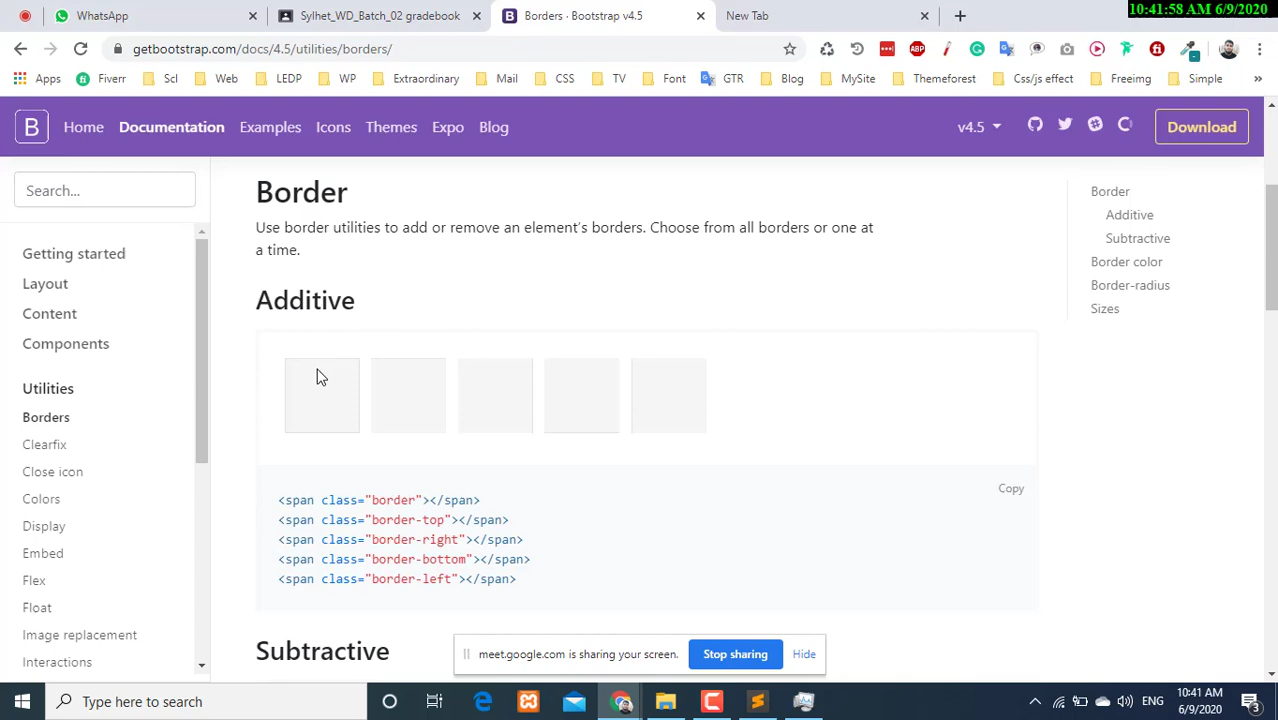 WhatsApp
Sylhet_WD_Batch_02 gradebook
Borders · Bootstrap v4.5
New Tab
10:41:58 AM 6/9/2020
getbootstrap.com/docs/4.5/utilities/borders/
ABP
Apps
Fiverr
Scl
Web
LEDP
WP
Extraordinary
Mail
CSS
TV
Font
GTR
Blog
MySite
Themeforest
Css/js effect
Freeimg
Simple
B
Home
Documentation
Examples
Icons
Themes
Expo
Blog
v4.5
Download
Search...
Getting started
Layout
Content
Components
Utilities
Borders
Clearfix
Close icon
Colors
Display
Embed
Flex
Float
Image replacement
Interactions
Border
Use border utilities to add or remove an element's borders. Choose from all borders or one at
a time.
Additive
Copy
<span class="border"></span>
<span class="border-top"></span>
<span class="border-right"></span>
<span class="border-bottom"></span>
<span class="border-left"></span>
Subtractive
Border
Additive
Subtractive
Border color
Border-radius
Sizes
meet.google.com is sharing your screen.
Stop sharing
Hide
Type here to search
ENG
10:41 AM
6/9/2020
3